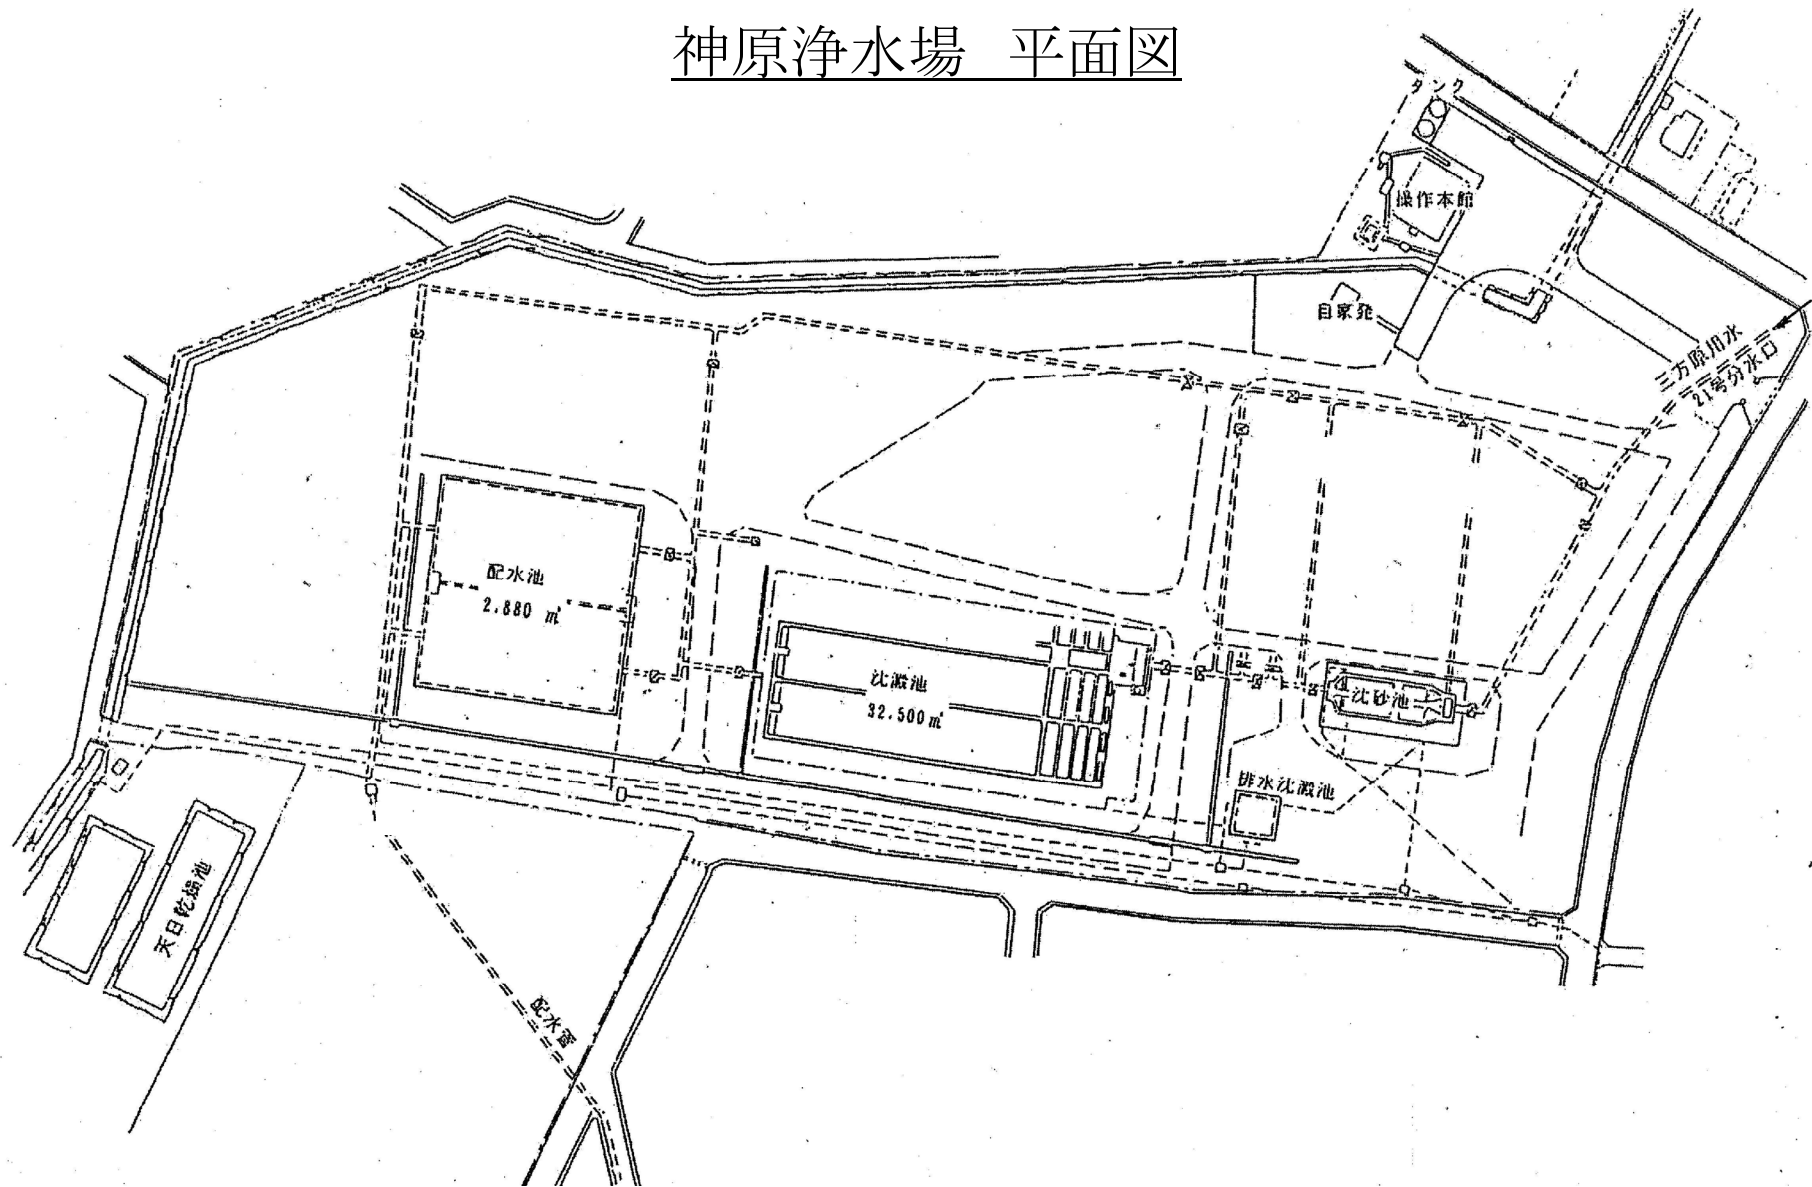 神原浄水場 平面図
タンク
操作本館
自家発
三方原用水
21号分水口
配水池
2.880 ㎥
沈澱池
32.500㎥
沈砂池
排水沈澱池
天日乾燥池
配水管